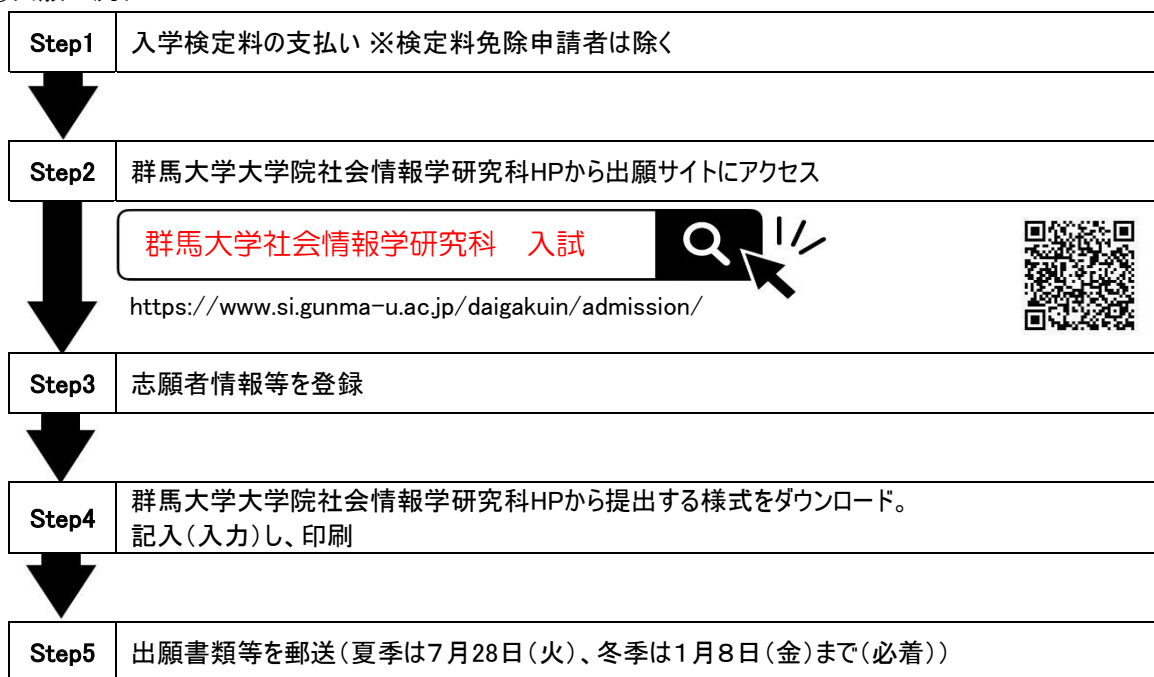 Step1 入学検定料の支払い ※検定料免除申請者は除く
Step2 群馬大学大学院社会情報学研究科HPから出願サイトにアクセス
群馬大学社会情報学研究科　入試
https://www.si.gunma-u.ac.jp/daigakuin/admission/
Step3 志願者情報等を登録
Step4 群馬大学大学院社会情報学研究科HPから提出する様式をダウンロード。
記入（入力）し、印刷
Step5 出願書類等を郵送（夏季は７月28日（火）、冬季は１月８日（金）まで（必着））